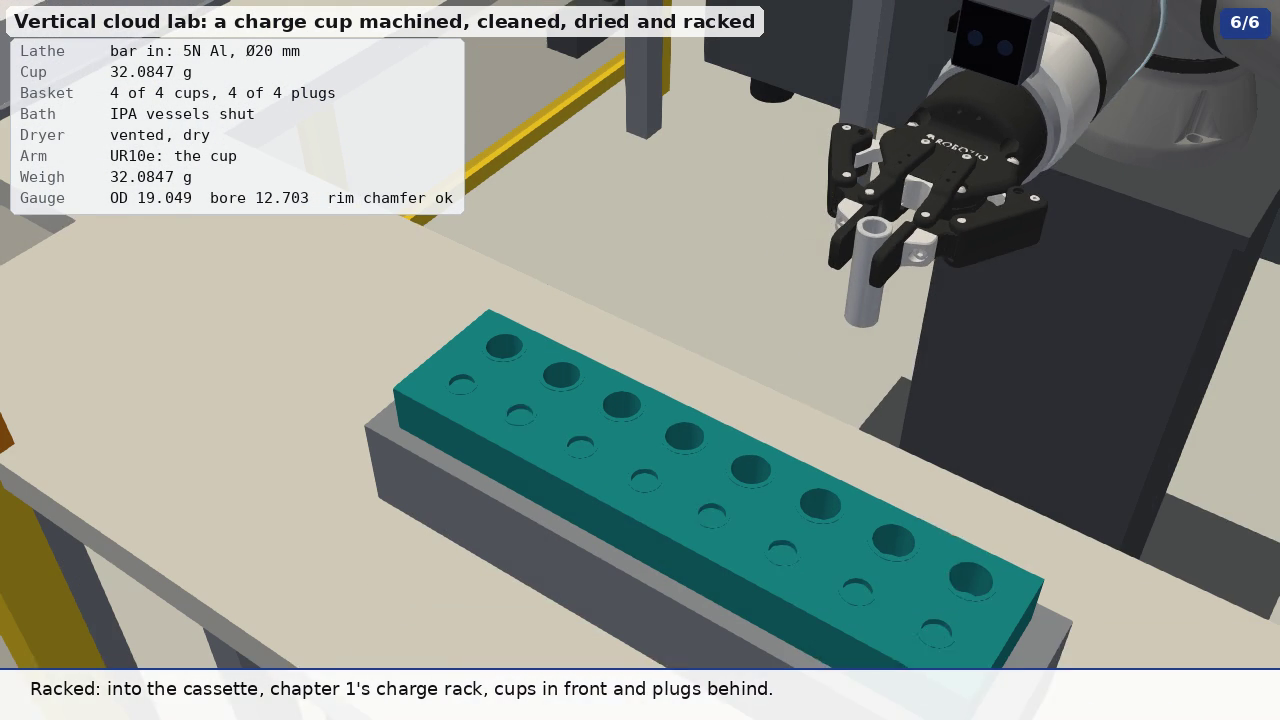 Vertical cloud lab: a charge cup machined, cleaned, dried and racked
6/6
Lathe bar in: 5N Al, Ø20 mm
Cup 32.0847 g
Basket 4 of 4 cups, 4 of 4 plugs
Bath IPA vessels shut
Dryer vented, dry
Arm UR10e: the cup
Weigh 32.0847 g
Gauge OD 19.049 bore 12.703 rim chamfer ok
ROBOTIQ
Racked: into the cassette, chapter 1's charge rack, cups in front and plugs behind.